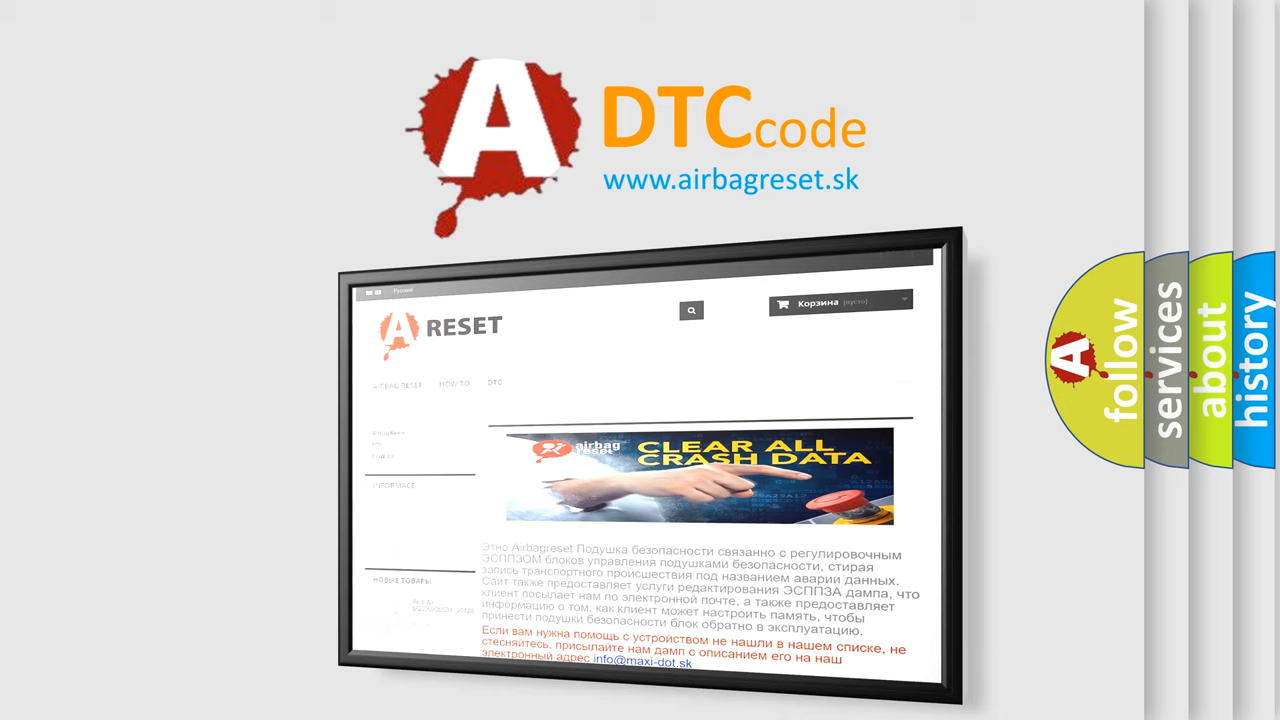 A
DTCcode
www.airbagreset.sk
Русский
Корзина (пусто)
A RESET
AIRBAG RESET HOW TO DTC
INFORMACE
airbag
reset
CLEAR ALL
CRASH DATA
НОВЫЕ ТОВАРЫ
Этно Airbagreset Подушка безопасности связанно с регулировочным
ЭСППЗОМ блоков управления подушками безопасности, стирая
запись транспортного происшествия под названием аварии данных.
Сайт также предоставляет услуги редактирования ЭСППЗА дампа, что
клиент посылает нам по электронной почте, а также предоставляет
информацию о том, как клиент может настроить память, чтобы
принести подушки безопасности блок обратно в эксплуатацию.
Если вам нужна помощь с устройством не нашли в нашем списке, не
стесняйтесь, присылайте нам дамп с описанием его на наш
электронный адрес info@maxi-dot.sk
A
follow
services
about
history